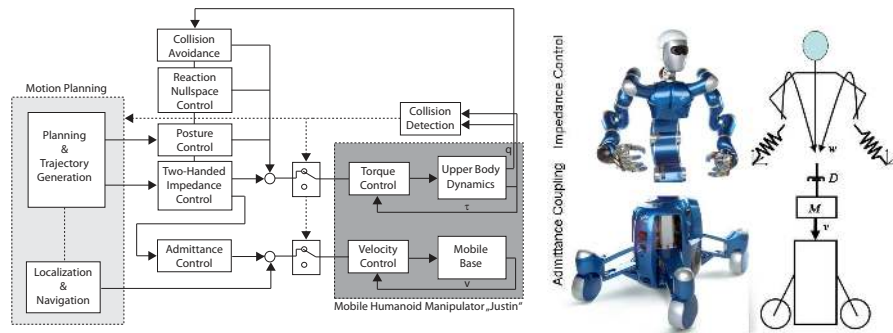 q
Collision
Avoidance
Reaction
Nullspace
Control
Motion Planning
Planning
&
Trajectory
Generation
Posture
Control
Two-Handed
Impedance
Control
Collision
Detection
q
Torque
Control
Upper Body
Dynamics
τ
Admittance
Control
Velocity
Control
Mobile
Base
v
Localization
&
Navigation
Mobile Humanoid Manipulator „Justin"
Impedance Control
Admittance Coupling
w
D
M
v